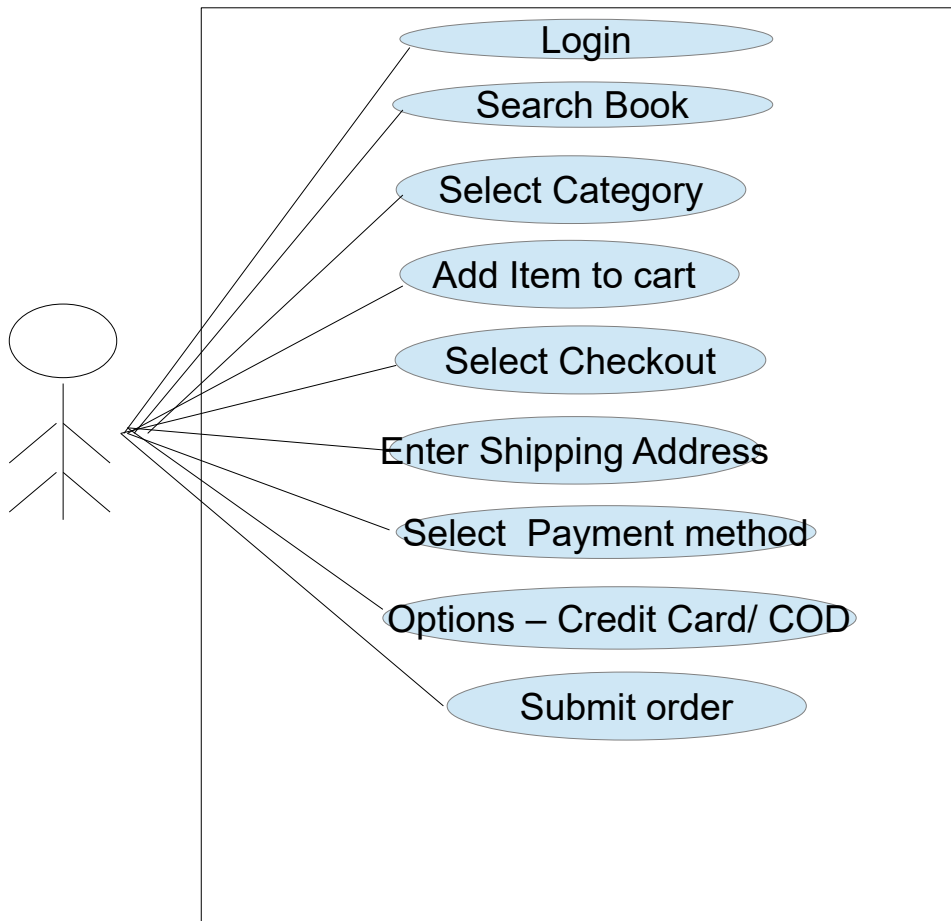 Login
Search Book
Select Category
Add Item to cart
Select Checkout
Enter Shipping Address
Select  Payment method
Options – Credit Card/ COD
Submit order